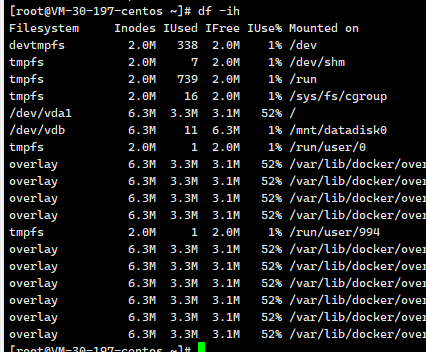 [root@VM-30-197-centos ~]# df -ih
Filesystem Inodes IUsed IFree IUse% Mounted on
devtmpfs 2.0M 338 2.0M 1% /dev
tmpfs 2.0M 7 2.0M 1% /dev/shm
tmpfs 2.0M 739 2.0M 1% /run
tmpfs 2.0M 16 2.0M 1% /sys/fs/cgroup
/dev/vda1 6.3M 3.3M 3.1M 52% /
/dev/vdb 6.3M 11 6.3M 1% /mnt/datadisk0
tmpfs 2.0M 1 2.0M 1% /run/user/0
overlay 6.3M 3.3M 3.1M 52% /var/lib/docker/over
overlay 6.3M 3.3M 3.1M 52% /var/lib/docker/over
overlay 6.3M 3.3M 3.1M 52% /var/lib/docker/over
overlay 6.3M 3.3M 3.1M 52% /var/lib/docker/over
tmpfs 2.0M 1 2.0M 1% /run/user/994
overlay 6.3M 3.3M 3.1M 52% /var/lib/docker/over
overlay 6.3M 3.3M 3.1M 52% /var/lib/docker/over
overlay 6.3M 3.3M 3.1M 52% /var/lib/docker/over
overlay 6.3M 3.3M 3.1M 52% /var/lib/docker/over
overlay 6.3M 3.3M 3.1M 52% /var/lib/docker/over
overlay 6.3M 3.3M 3.1M 52% /var/lib/docker/over
[root@VM-30-197-centos ~]#